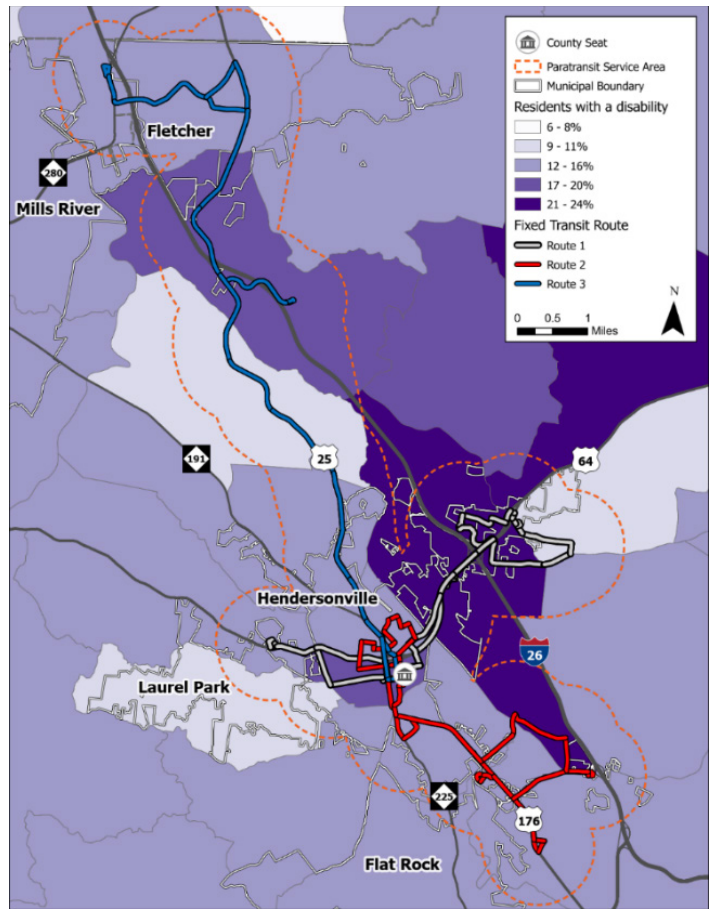 County Seat
Paratransit Service Area
Municipal Boundary
Residents with a disability
6 - 8%
9 - 11%
12 - 16%
17 - 20%
21 - 24%
Fixed Transit Route
Route 1
Route 2
Route 3
N
0 0.5 1
Miles
Fletcher
280
Mills River
191
25
64
Hendersonville
26
Laurel Park
225
176
Flat Rock